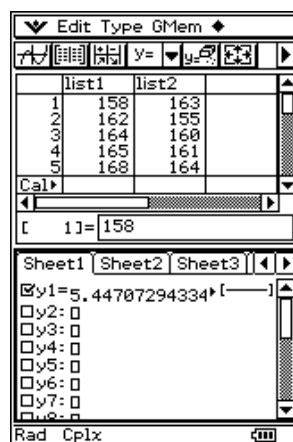 Edit Type GMem
y=
list1 list2
1 158 163
2 162 155
3 164 160
4 165 161
5 168 164
Cal
[ 1]= 158
Sheet1 Sheet2 Sheet3
y1=5.44707294334
y2:
y3:
y4:
y5:
y6:
y7:
Rad Cplx